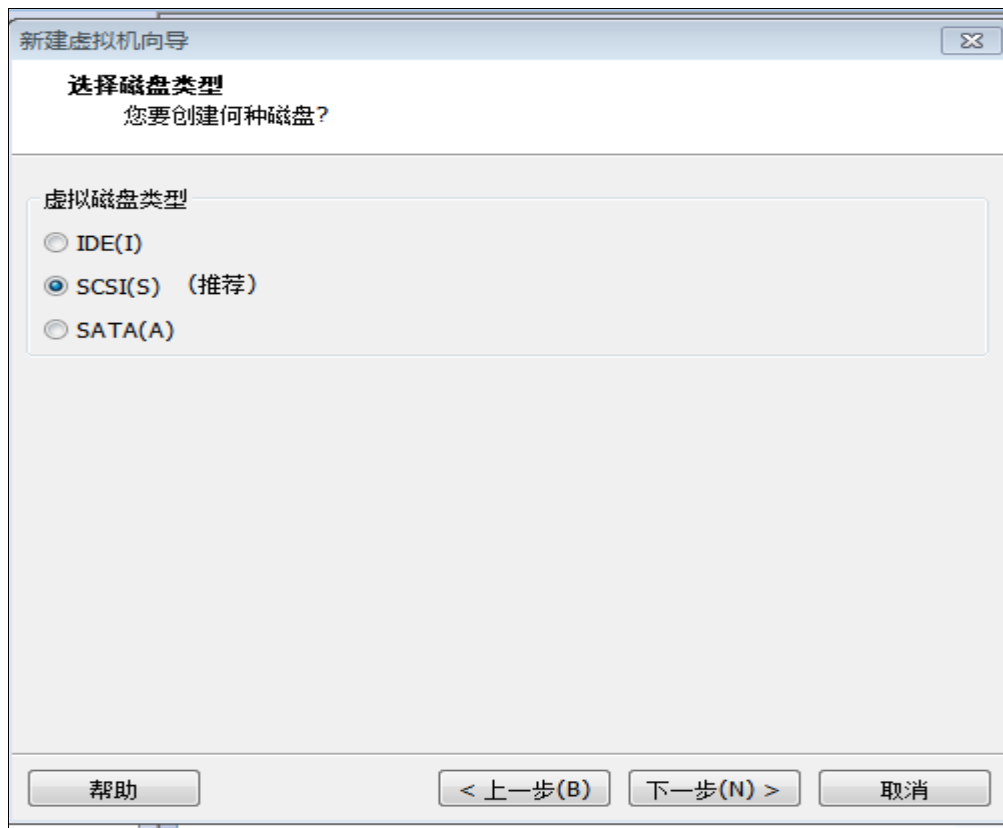 新建虚拟机向导
选择磁盘类型
您要创建何种磁盘?
虚拟磁盘类型
IDE(I)
SCSI(S) （推荐）
SATA(A)
帮助 < 上一步(B) 下一步(N) > 取消